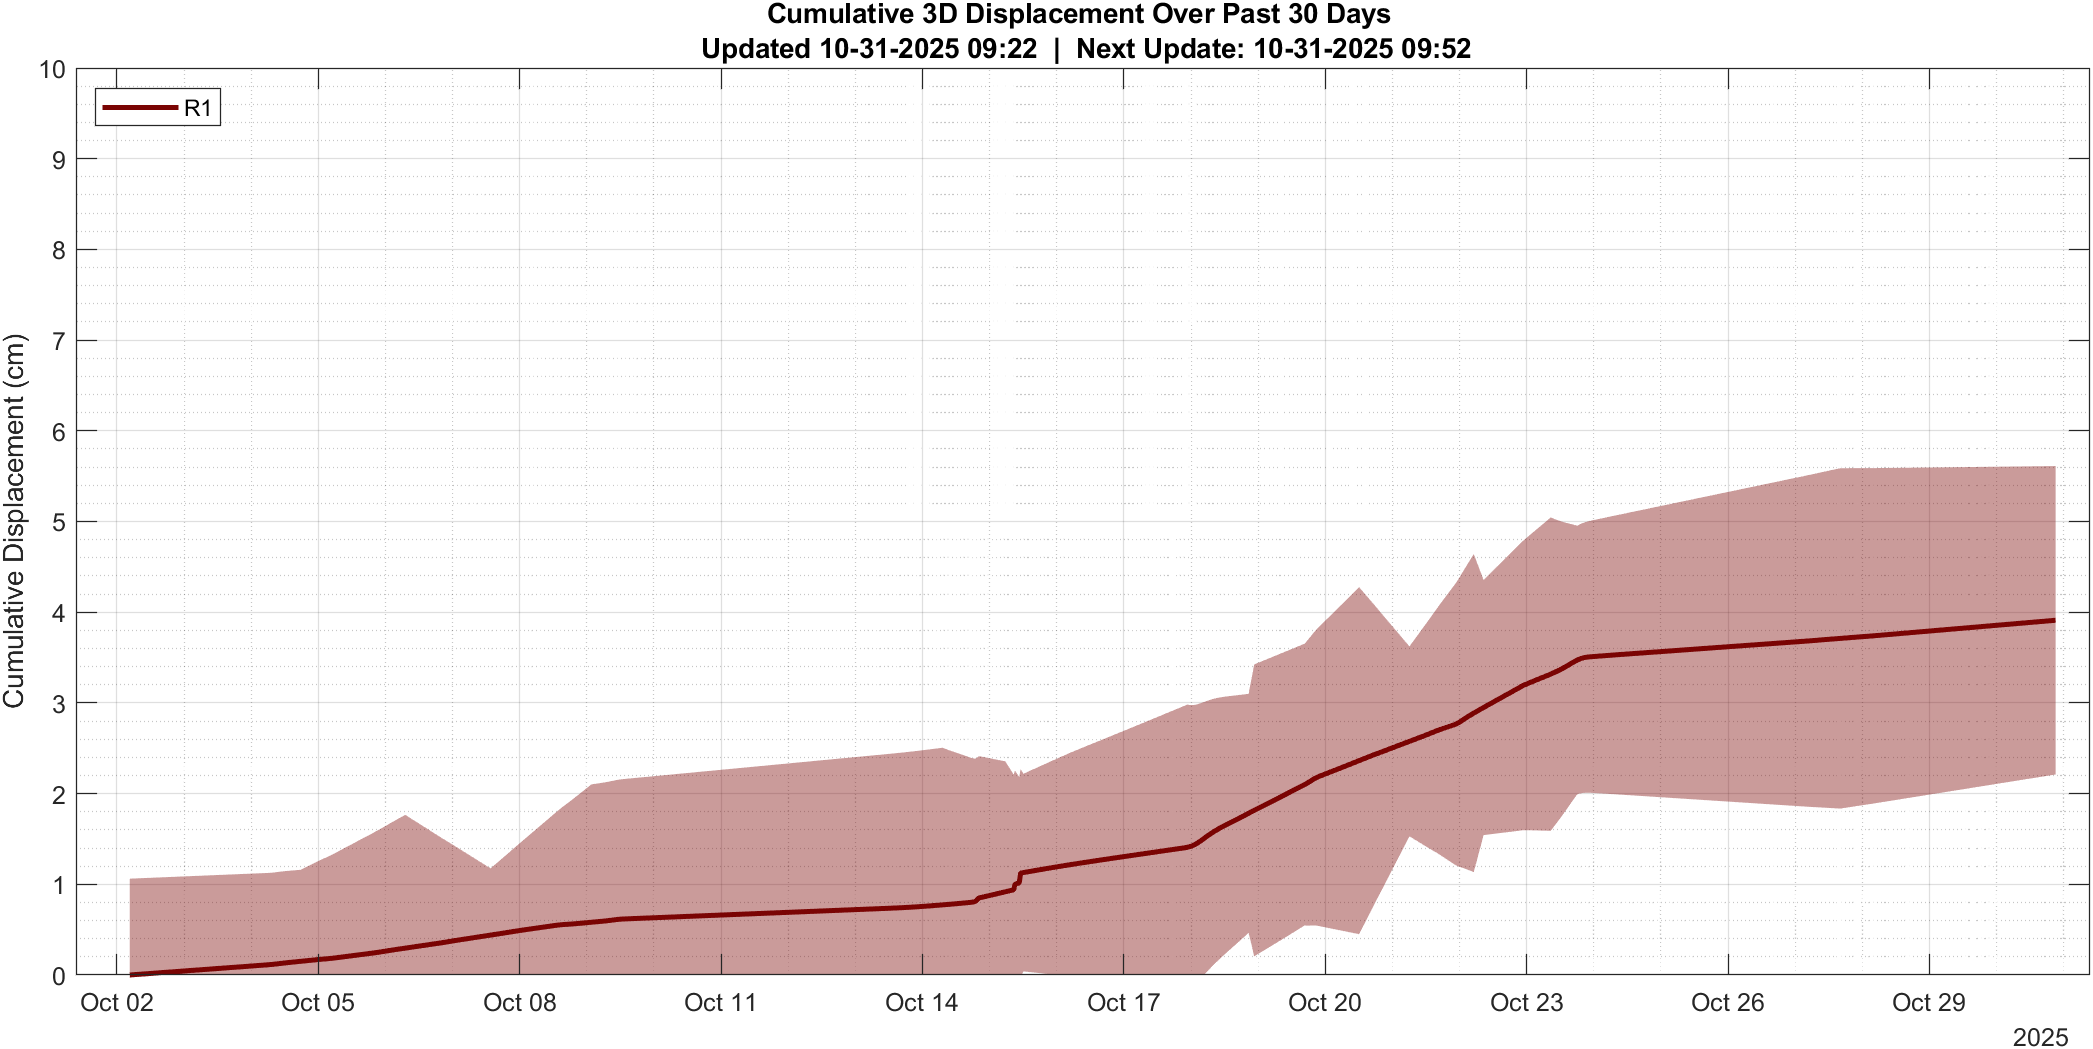 Cumulative 3D Displacement Over Past 30 Days
Updated 10-31-2025 09:22 | Next Update: 10-31-2025 09:52
R1
Cumulative Displacement (cm)
10
9
8
7
6
5
4
3
2
1
0
Oct 02 Oct 05 Oct 08 Oct 11 Oct 14 Oct 17 Oct 20 Oct 23 Oct 26 Oct 29
2025